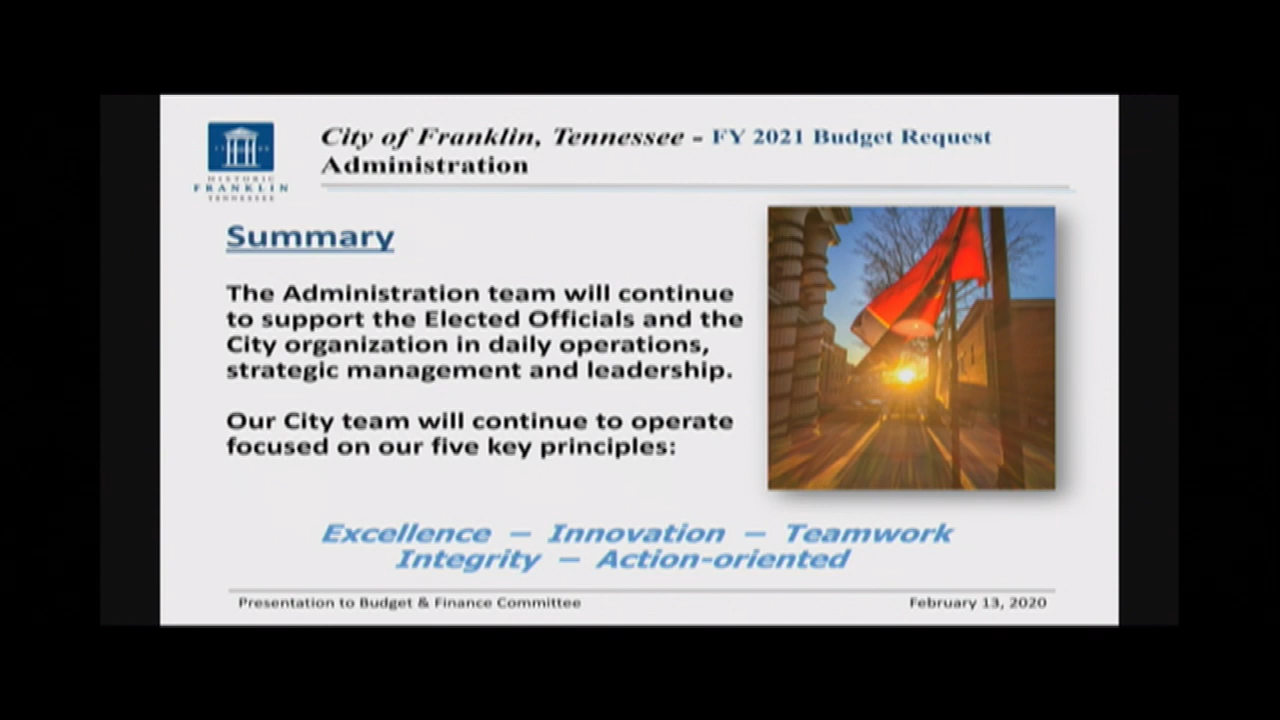 City of Franklin, Tennessee - FY 2021 Budget Request
Administration
HISTORIC
FRANKLIN
TENNESSEE
Summary
The Administration team will continue
to support the Elected Officials and the
City organization in daily operations,
strategic management and leadership.
Our City team will continue to operate
focused on our five key principles:
Excellence – Innovation – Teamwork
Integrity – Action-oriented
Presentation to Budget & Finance Committee
February 13, 2020